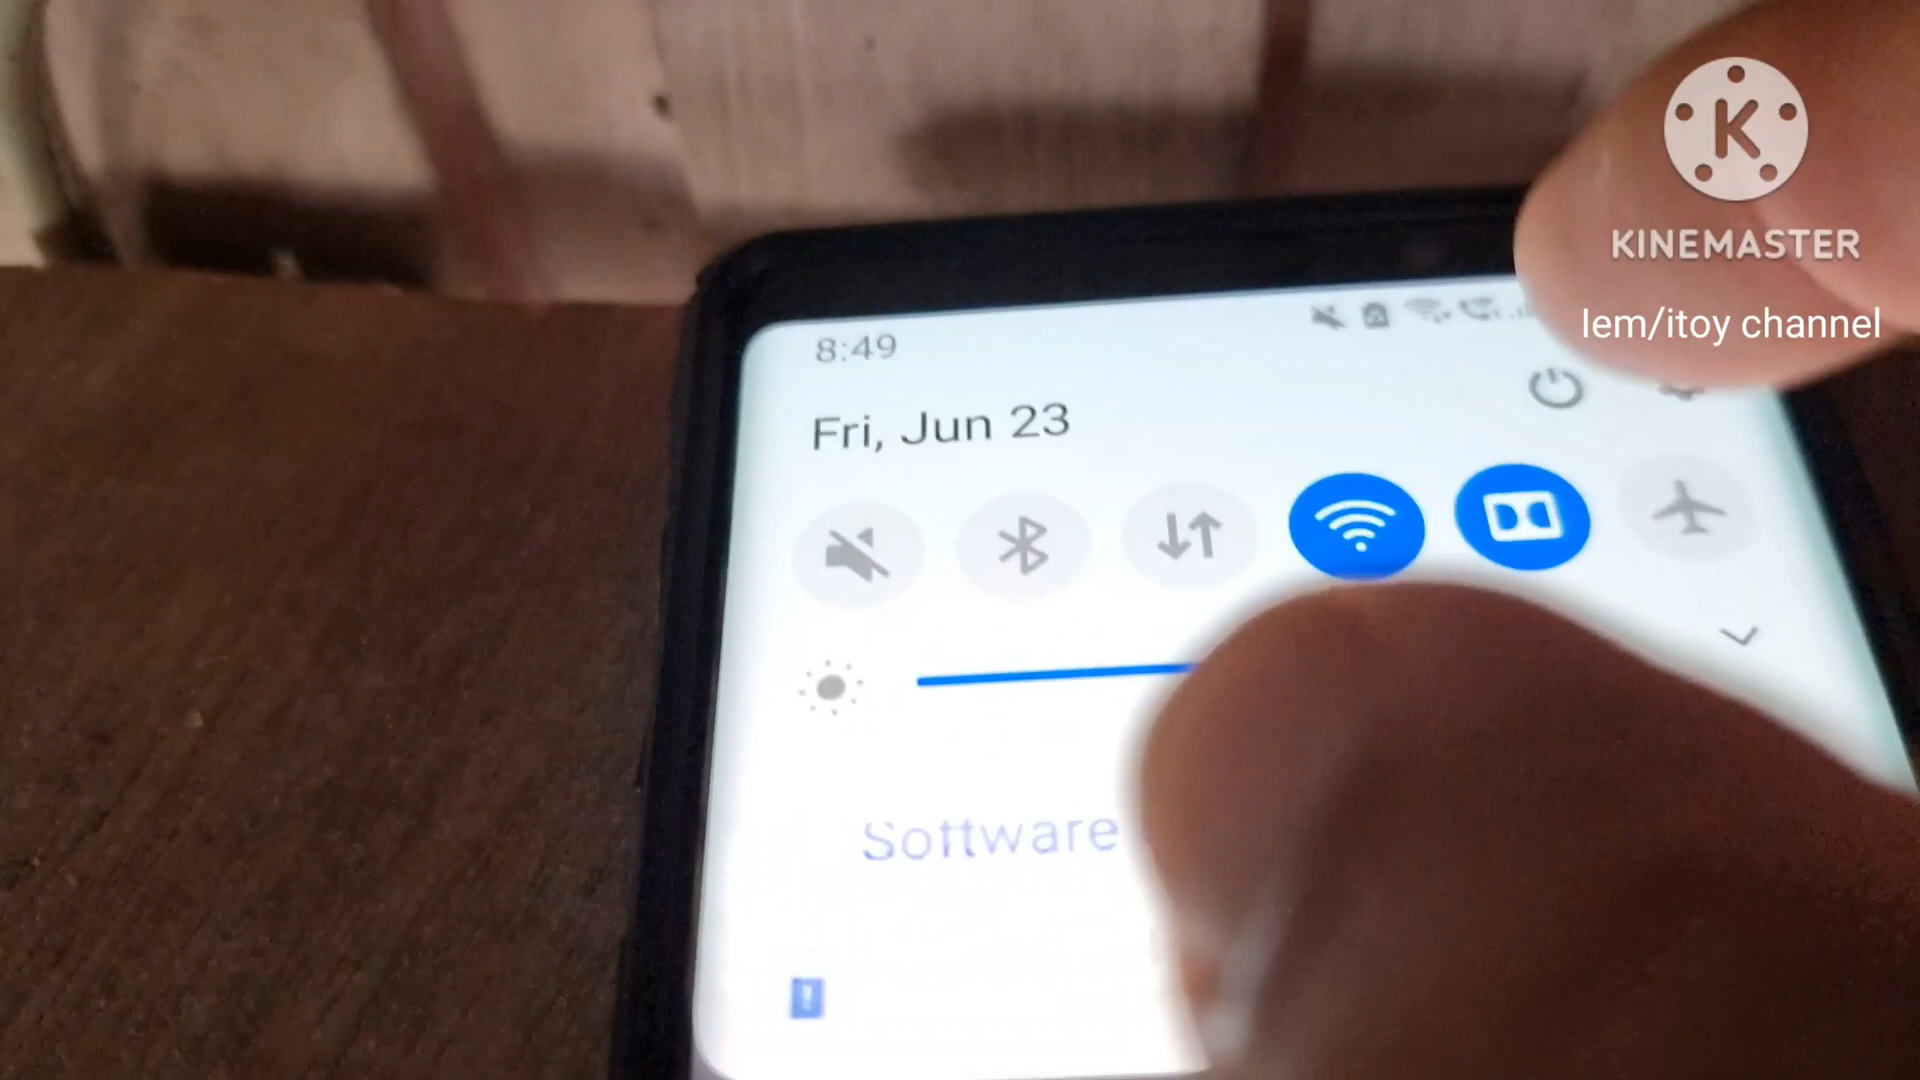 K
KINEMASTER
lem/itoy channel
8:49
Fri, Jun 23
Software